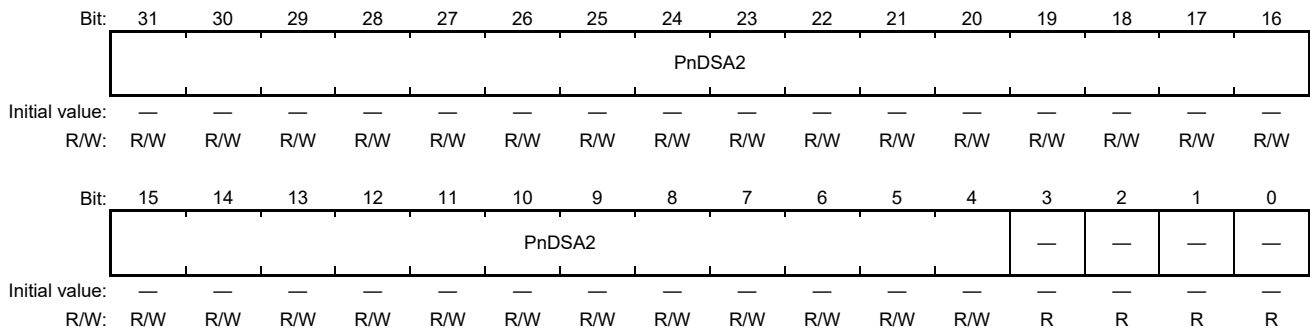 Bit: 31 30 29 28 27 26 25 24 23 22 21 20 19 18 17 16
PnDSA2
Initial value: — — — — — — — — — — — — — — — —
R/W: R/W R/W R/W R/W R/W R/W R/W R/W R/W R/W R/W R/W R/W R/W R/W R/W
Bit: 15 14 13 12 11 10 9 8 7 6 5 4 3 2 1 0
PnDSA2 — — — —
Initial value: — — — — — — — — — — — — — — — —
R/W: R/W R/W R/W R/W R/W R/W R/W R/W R/W R/W R/W R/W R R R R